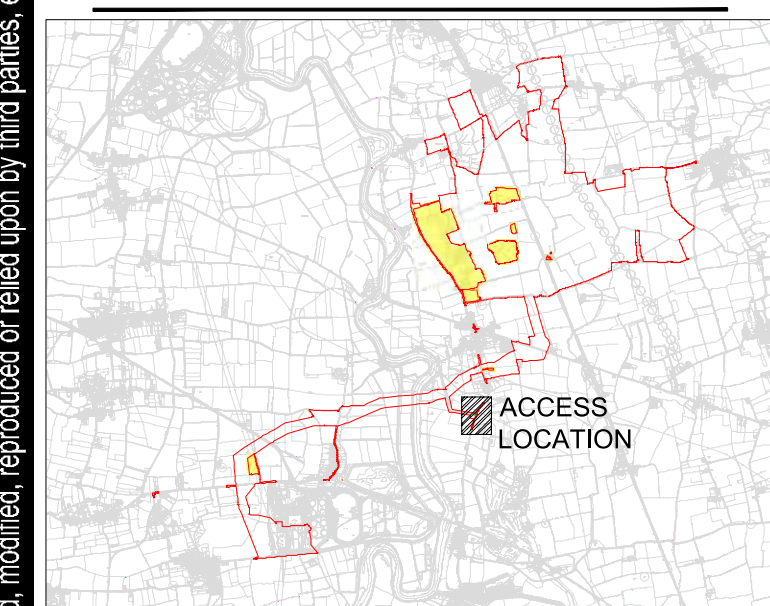 d, modified, reproduced or relied upon by third parties, e
ACCESS
LOCATION